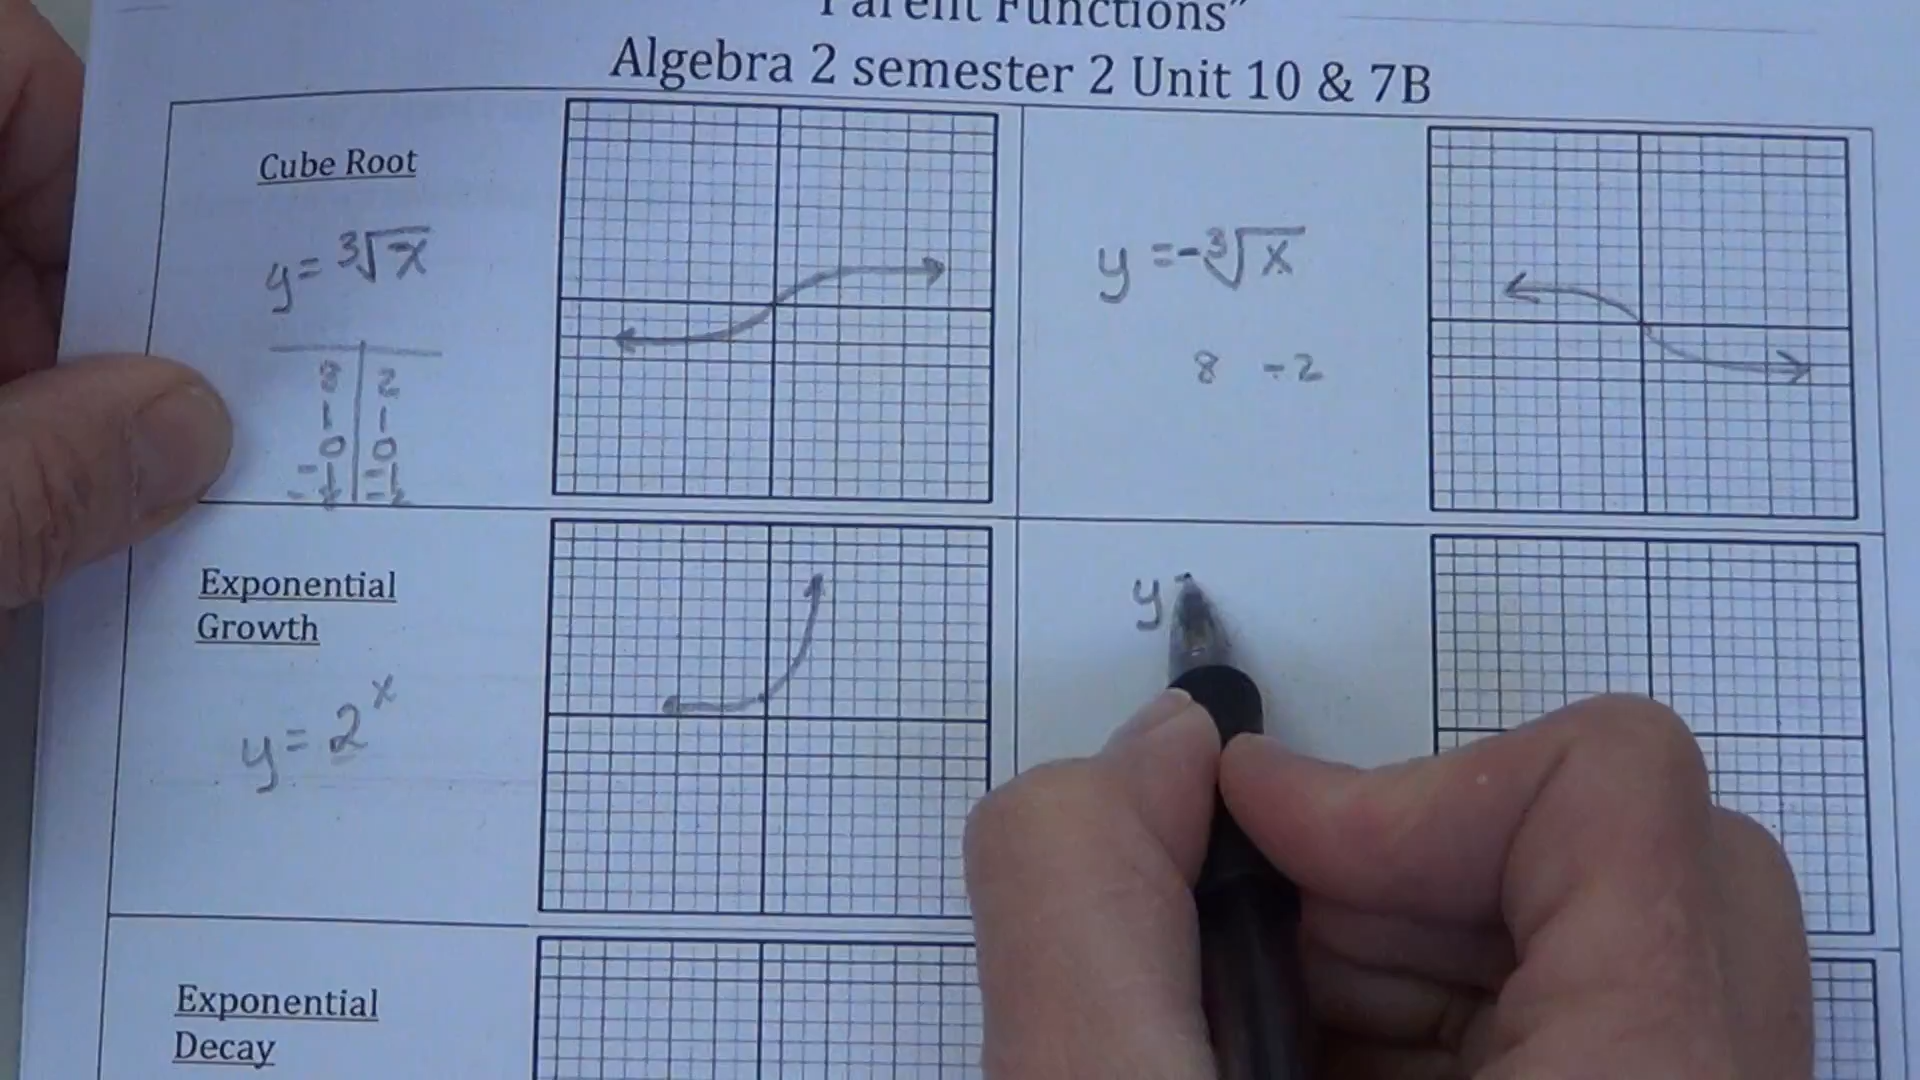 Parent Functions"
Algebra 2 semester 2 Unit 10 & 7B
Cube Root
y = ∛x
8 2
1 1
0 0
-1 -1
y = -∛x
8 -2
Exponential
Growth
y = 2^x
y =
Exponential
Decay